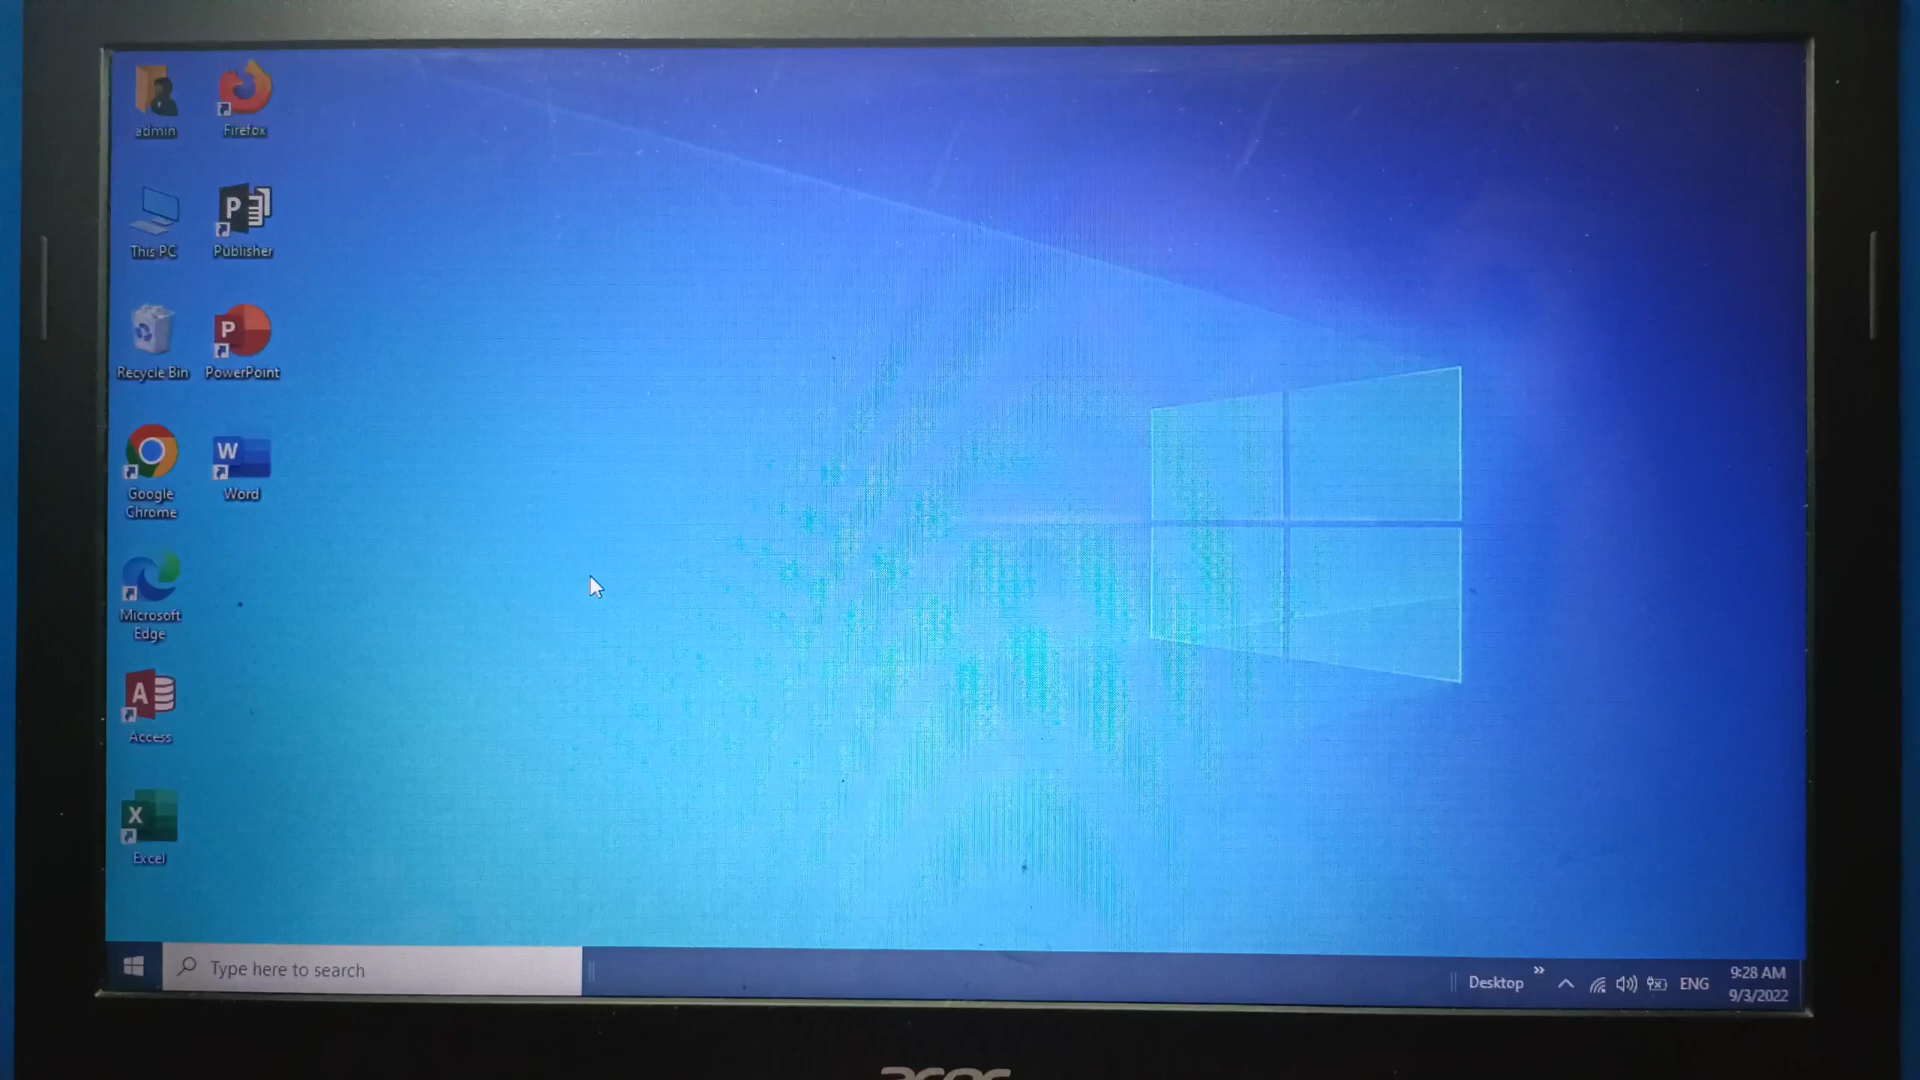 admin
Firefox
This PC
Publisher
Recycle Bin
PowerPoint
Google
Chrome
Word
Microsoft
Edge
Access
Excel
Type here to search
Desktop
ENG
9:28 AM
9/3/2022
acer